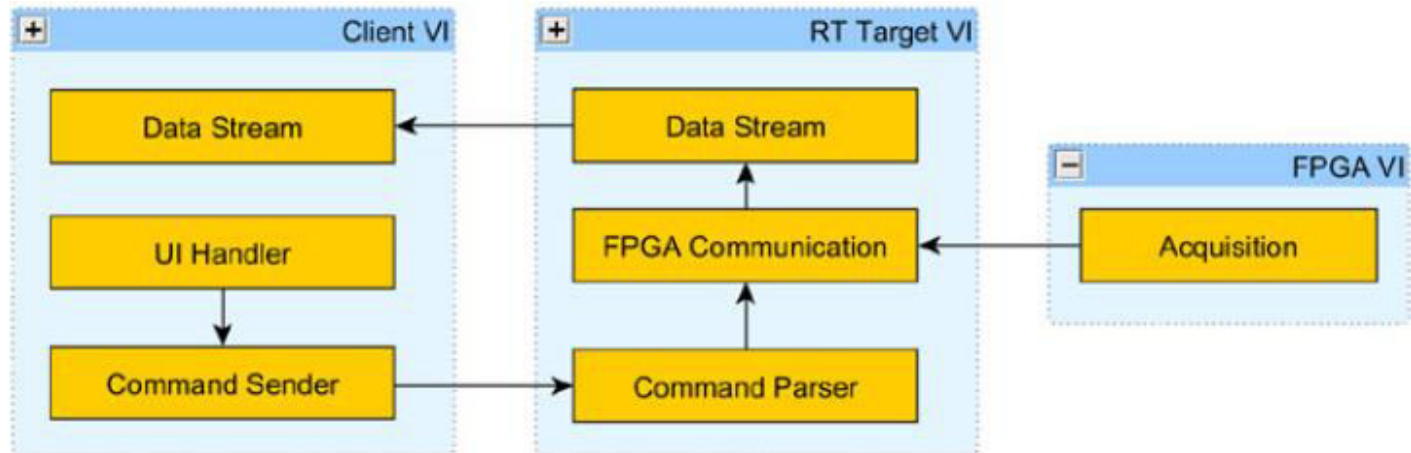 Client VI
Data Stream
UI Handler
Command Sender
RT Target VI
Data Stream
FPGA Communication
Command Parser
FPGA VI
Acquisition